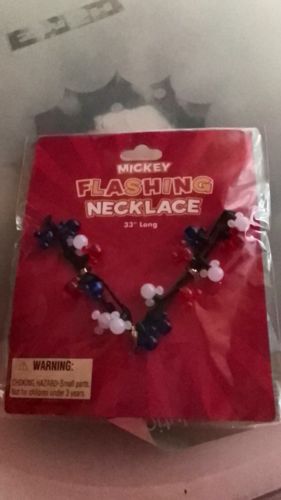 MICKEY
FLASHING
NECKLACE
33" Long
WARNING:
CHOKING HAZARD-Small parts.
Not for children under 3 years.